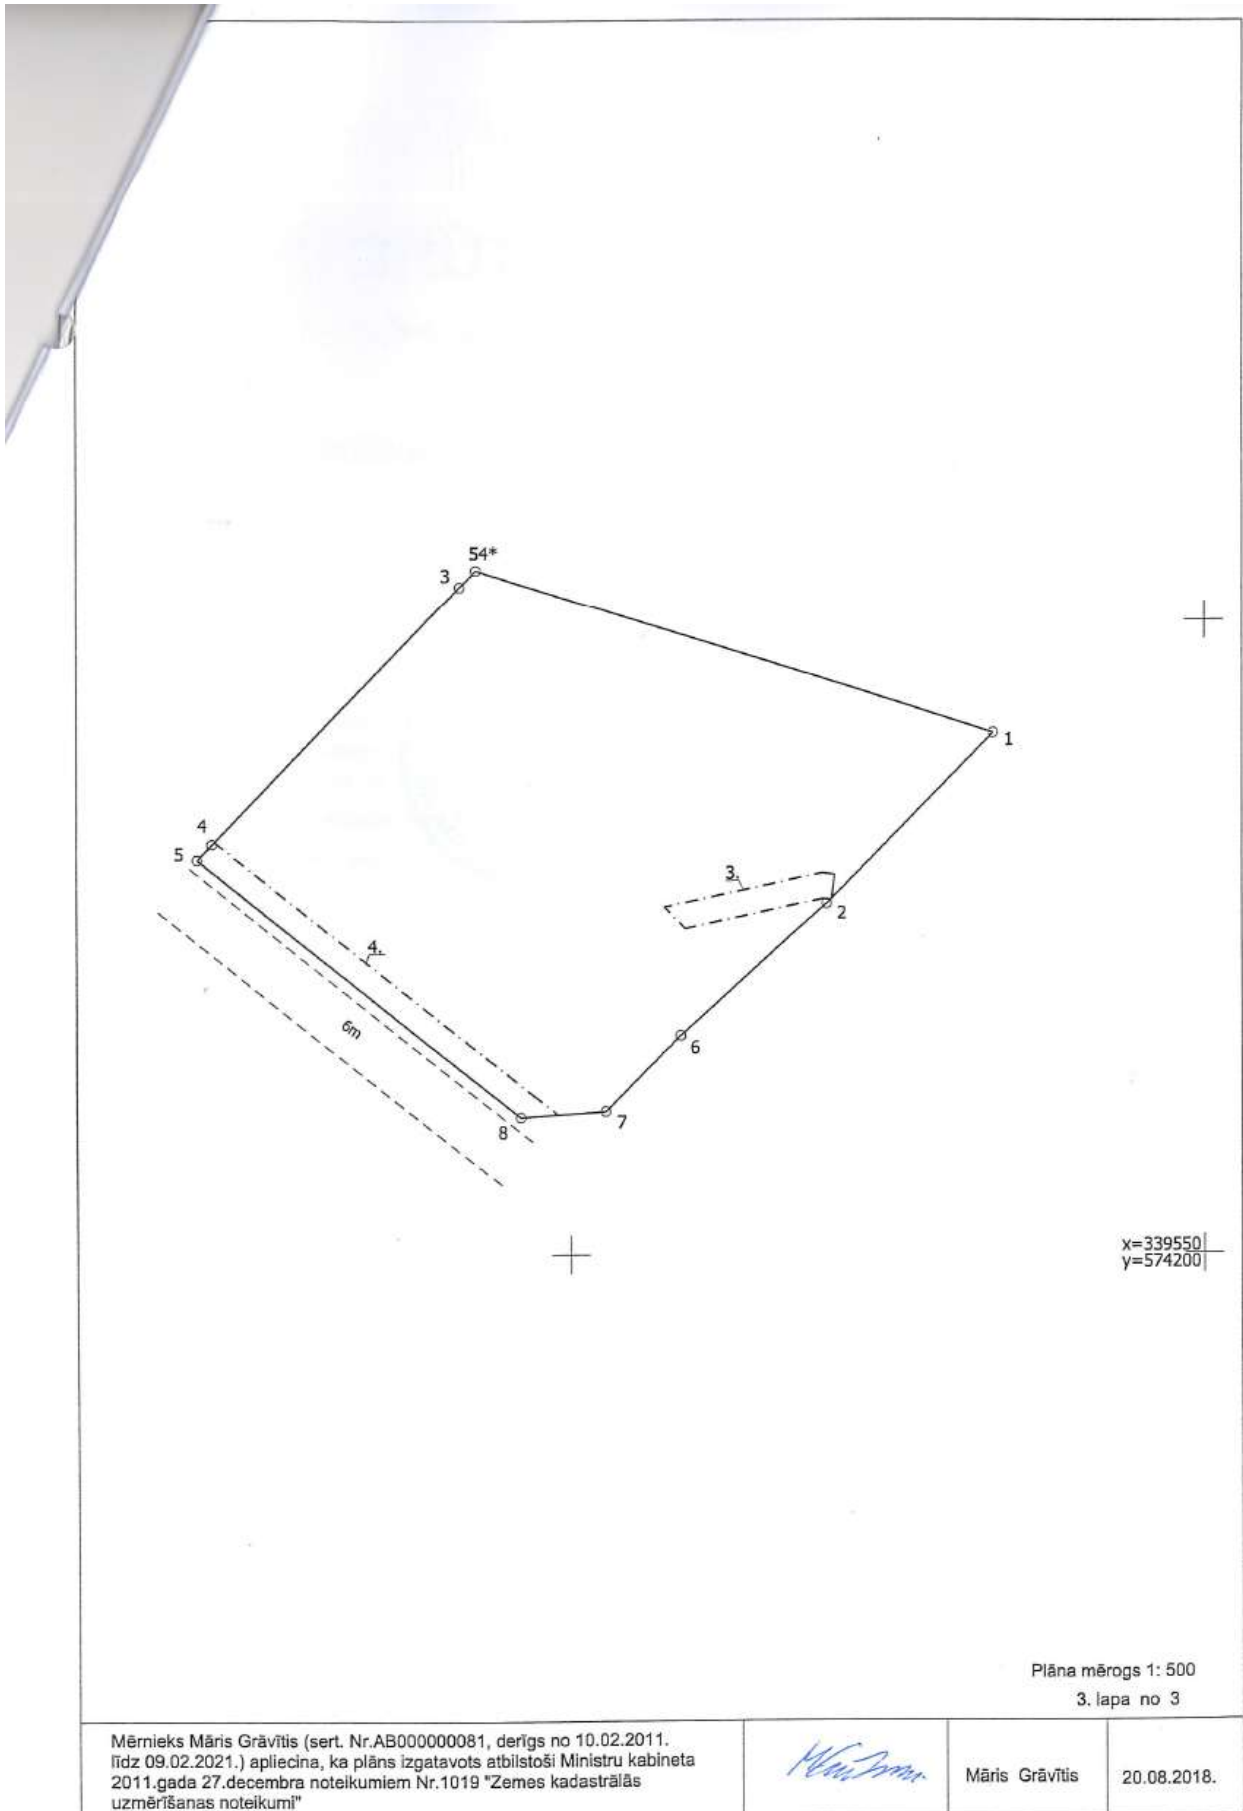 54*
3
1
4
5
3.
2
4.
6m
6
7
8
x=339550
y=574200
Plāna mērogs 1: 500
3. lapa no 3
Mērnieks Māris Grāvītis (sert. Nr.AB000000081, derīgs no 10.02.2011.
līdz 09.02.2021.) apliecina, ka plāns izgatavots atbilstoši Ministru kabineta
2011.gada 27.decembra noteikumiem Nr.1019 "Zemes kadastrālās
uzmērīšanas noteikumi"
Māris Grāvītis
20.08.2018.